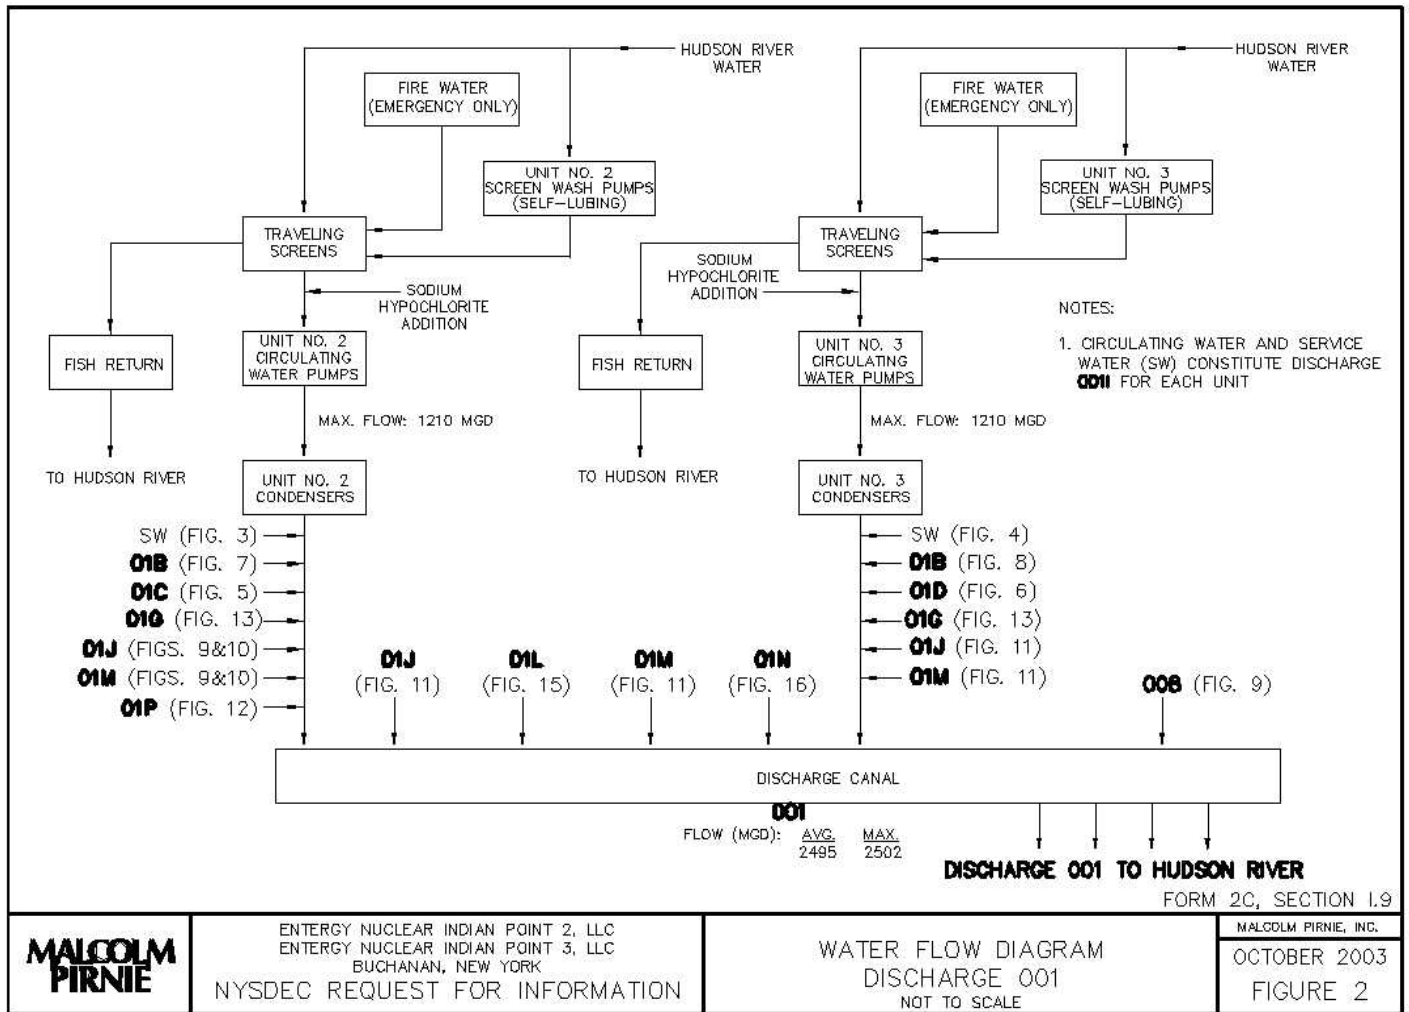 HUDSON RIVER
WATER
HUDSON RIVER
WATER
FIRE WATER
(EMERGENCY ONLY)
FIRE WATER
(EMERGENCY ONLY)
UNIT NO. 2
SCREEN WASH PUMPS
(SELF-LUBING)
UNIT NO. 3
SCREEN WASH PUMPS
(SELF-LUBING)
TRAVELING
SCREENS
TRAVELING
SCREENS
SODIUM
HYPOCHLORITE
ADDITION
SODIUM
HYPOCHLORITE
ADDITION
NOTES:
1. CIRCULATING WATER AND SERVICE
WATER (SW) CONSTITUTE DISCHARGE
FOR EACH UNIT
FISH RETURN
UNIT NO. 2
CIRCULATING
WATER PUMPS
FISH RETURN
UNIT NO. 3
CIRCULATING
WATER PUMPS
MAX. FLOW: 1210 MGD
MAX. FLOW: 1210 MGD
TO HUDSON RIVER
TO HUDSON RIVER
UNIT NO. 2
CONDENSERS
UNIT NO. 3
CONDENSERS
SW (FIG. 3)
01B (FIG. 7)
01C (FIG. 5)
01G (FIG. 13)
01J (FIGS. 9&10)
01M (FIGS. 9&10)
01P (FIG. 12)
01J
(FIG. 11)
01L
(FIG. 15)
01M
(FIG. 11)
01N
(FIG. 16)
SW (FIG. 4)
01B (FIG. 8)
01D (FIG. 6)
01G (FIG. 13)
01J (FIG. 11)
01M (FIG. 11)
(FIG. 9)
DISCHARGE CANAL
001
FLOW (MGD): AVG. MAX.
2495 2502
DISCHARGE 001 TO HUDSON RIVER
FORM 2C, SECTION I.9
MALCOLM
PIRNIE
ENTERGY NUCLEAR INDIAN POINT 2, LLC
ENTERGY NUCLEAR INDIAN POINT 3, LLC
BUCHANAN, NEW YORK
NYSDEC REQUEST FOR INFORMATION
WATER FLOW DIAGRAM
DISCHARGE 001
NOT TO SCALE
MALCOLM PIRNIE, INC.
OCTOBER 2003
FIGURE 2